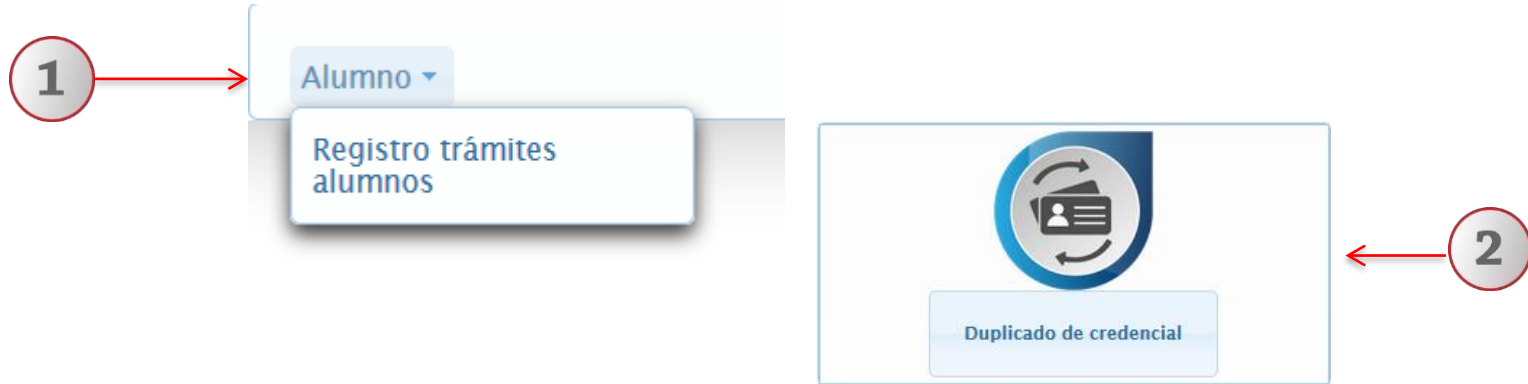 1
Alumno
Registro trámites
alumnos
2
Duplicado de credencial